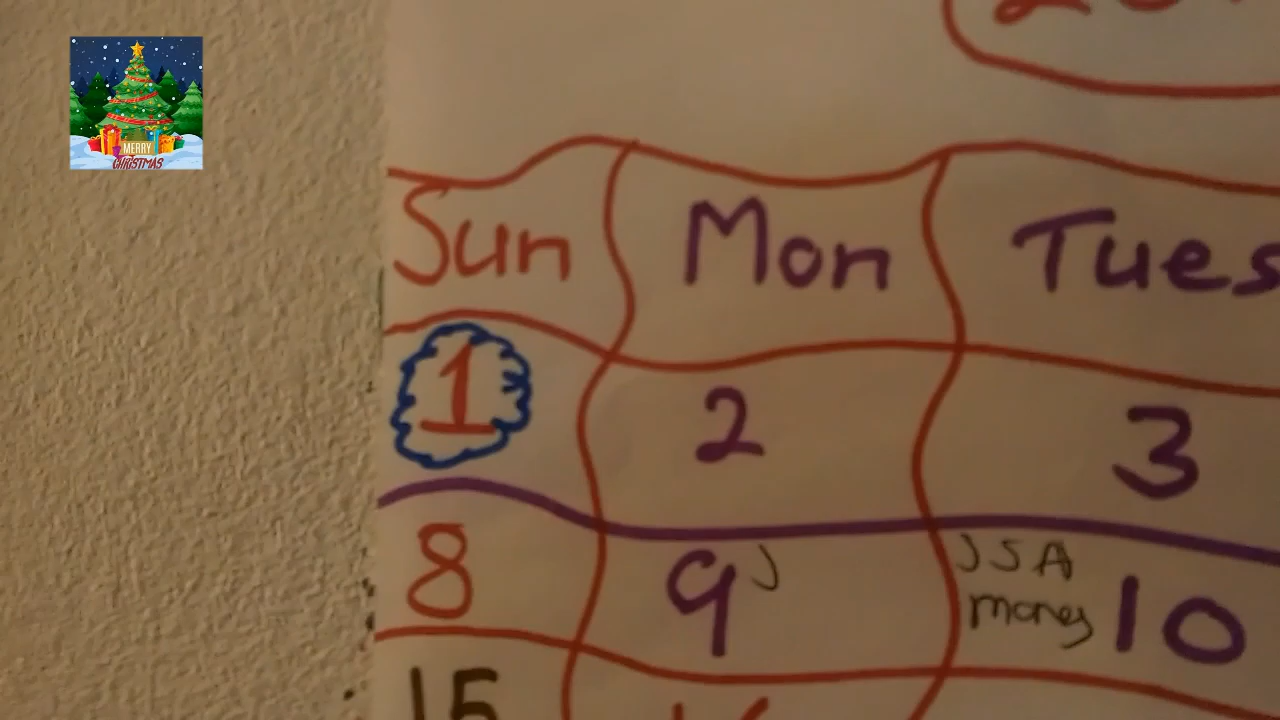 MERRY
CHRISTMAS
Sun Mon Tues
1 2 3
8 9 J JSA
money 10
15